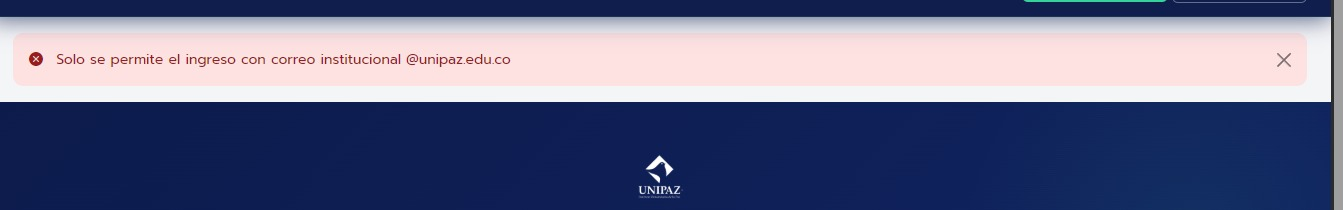 Solo se permite el ingreso con correo institucional @unipaz.edu.co
UNIPAZ